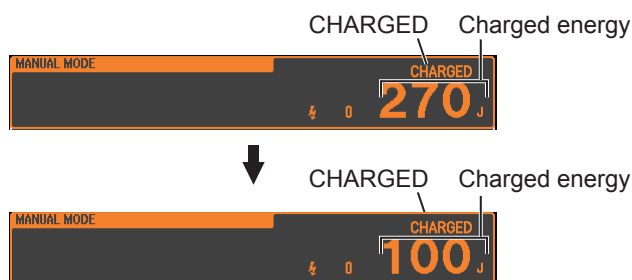 CHARGED Charged energy
MANUAL MODE
CHARGED
0 270 J
CHARGED Charged energy
MANUAL MODE
CHARGED
0 100 J